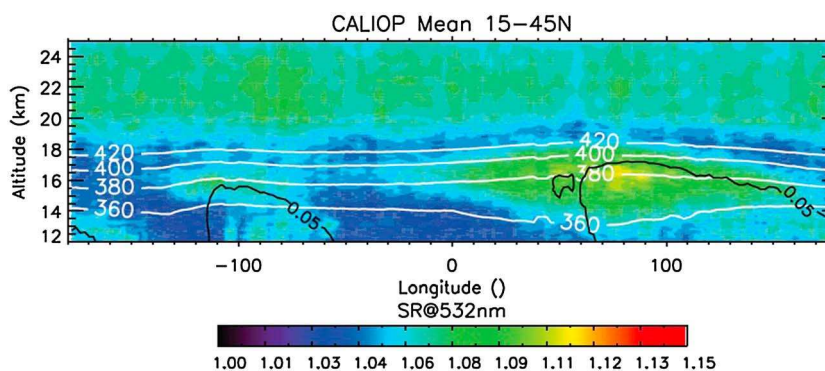 CALIOP Mean 15-45N
24
22
20
18
16
14
12
Altitude (km)
420
400
380
360
0.05
420
400
380
360
0.05
-100 0 100
Longitude ()
SR@532nm
1.00 1.01 1.03 1.04 1.06 1.08 1.09 1.11 1.12 1.13 1.15